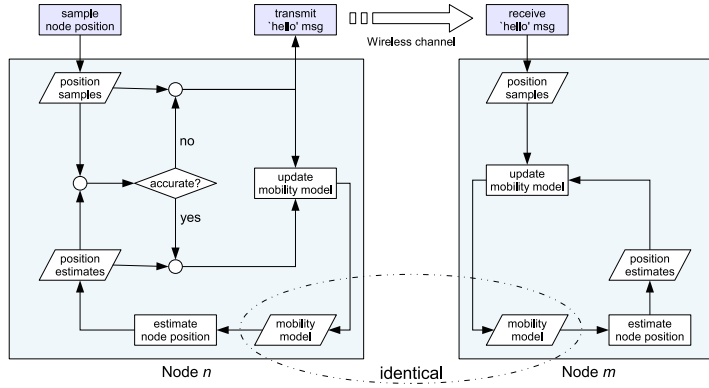 sample
node position
transmit
`hello' msg
Wireless channel
receive
`hello' msg
position
samples
no
accurate?
yes
update
mobility model
position
estimates
estimate
node position
mobility
model
Node n
identical
position
samples
update
mobility model
position
estimates
mobility
model
estimate
node position
Node m